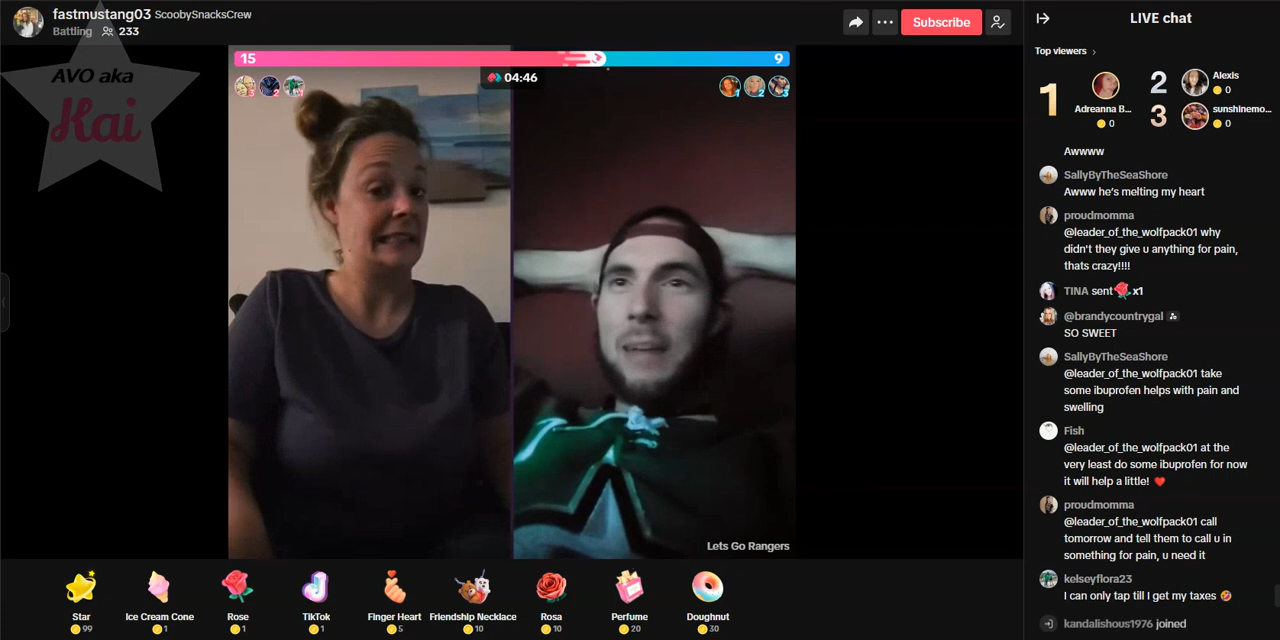 fastmustang03 ScoobySnacksCrew
Battling 233
Subscribe
AVO aka
Kai
15
9
04:46
3
2
1
1
2
3
Lets Go Rangers
Star
Ice Cream Cone
Rose
TikTok
Finger Heart
Friendship Necklace
Rosa
Perfume
Doughnut
99
1
1
1
5
10
10
20
30
LIVE chat
Top viewers
1
Adreanna B...
0
2
Alexis
0
3
sunshinemo...
0
Awwww
SallyByTheSeaShore
Awww he's melting my heart
proudmomma
@leader_of_the_wolfpack01 why
didn't they give u anything for pain,
thats crazy!!!!
TINA sent x1
@brandycountrygal
SO SWEET
SallyByTheSeaShore
@leader_of_the_wolfpack01 take
some ibuprofen helps with pain and
swelling
Fish
@leader_of_the_wolfpack01 at the
very least do some ibuprofen for now
it will help a little! ❤️
proudmomma
@leader_of_the_wolfpack01 call
tomorrow and tell them to call u in
something for pain, u need it
kelseyflora23
I can only tap till I get my taxes 🤣
kandalishous1976 joined